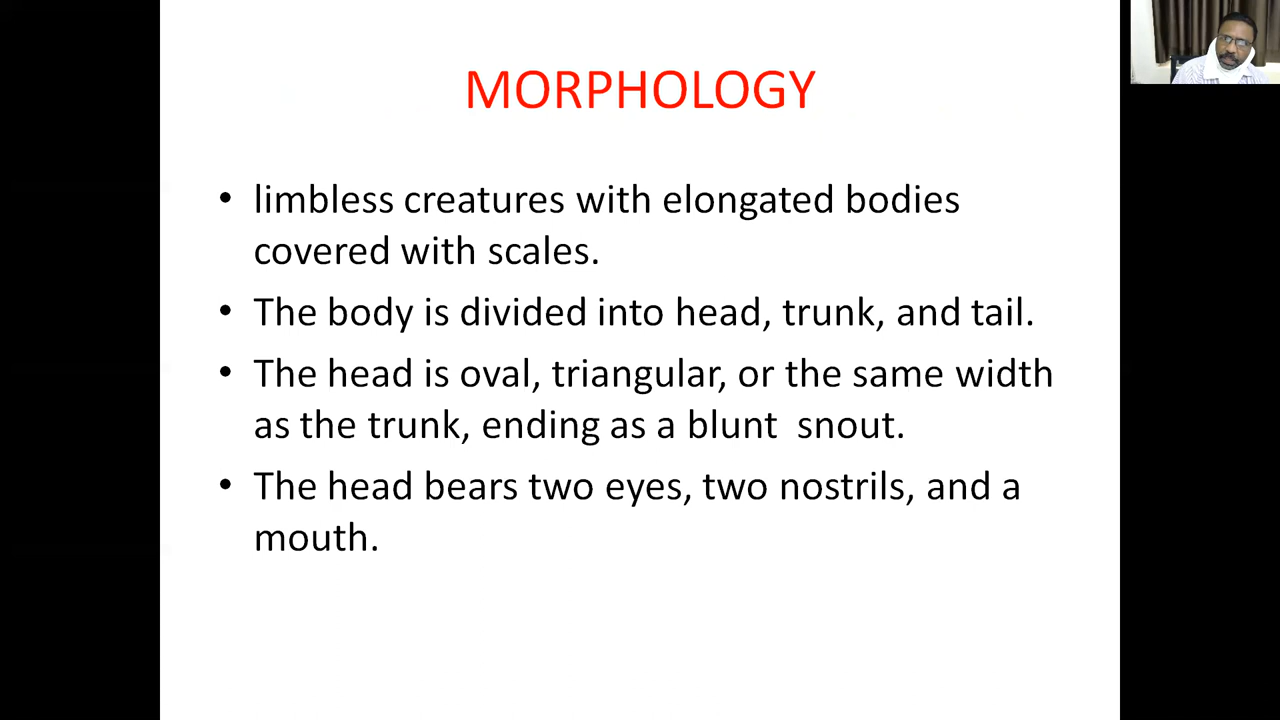 MORPHOLOGY
• limbless creatures with elongated bodies
covered with scales.
• The body is divided into head, trunk, and tail.
• The head is oval, triangular, or the same width
as the trunk, ending as a blunt  snout.
• The head bears two eyes, two nostrils, and a
mouth.